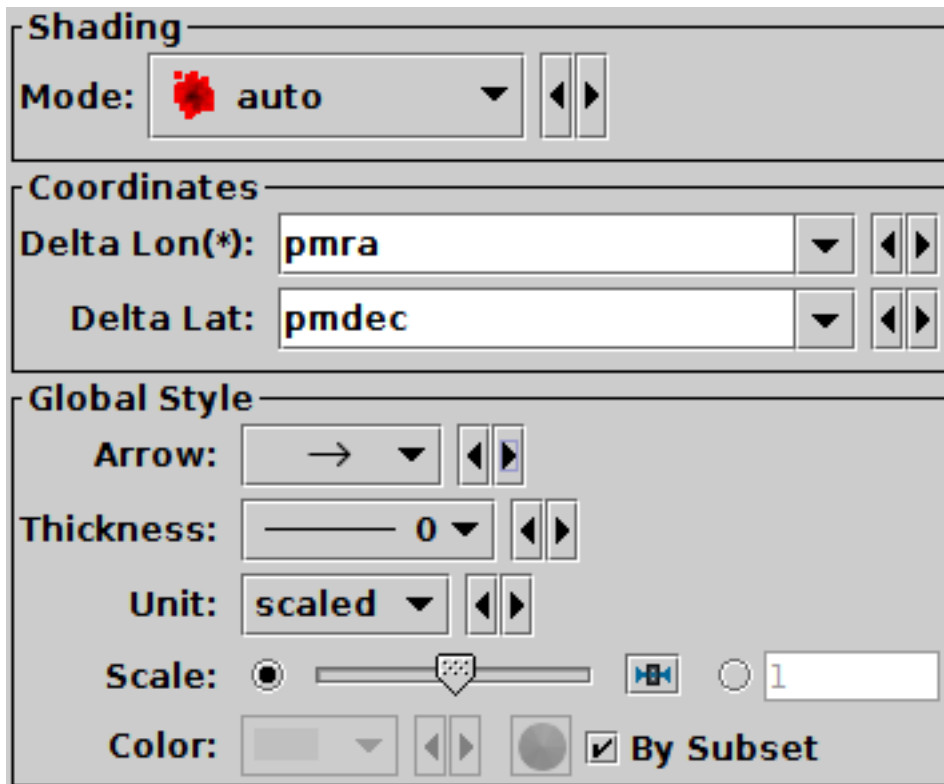 Shading
Mode: auto
Coordinates
Delta Lon(*): pmra
Delta Lat: pmdec
Global Style
Arrow:
Thickness: 0
Unit: scaled
Scale: 1
Color: By Subset